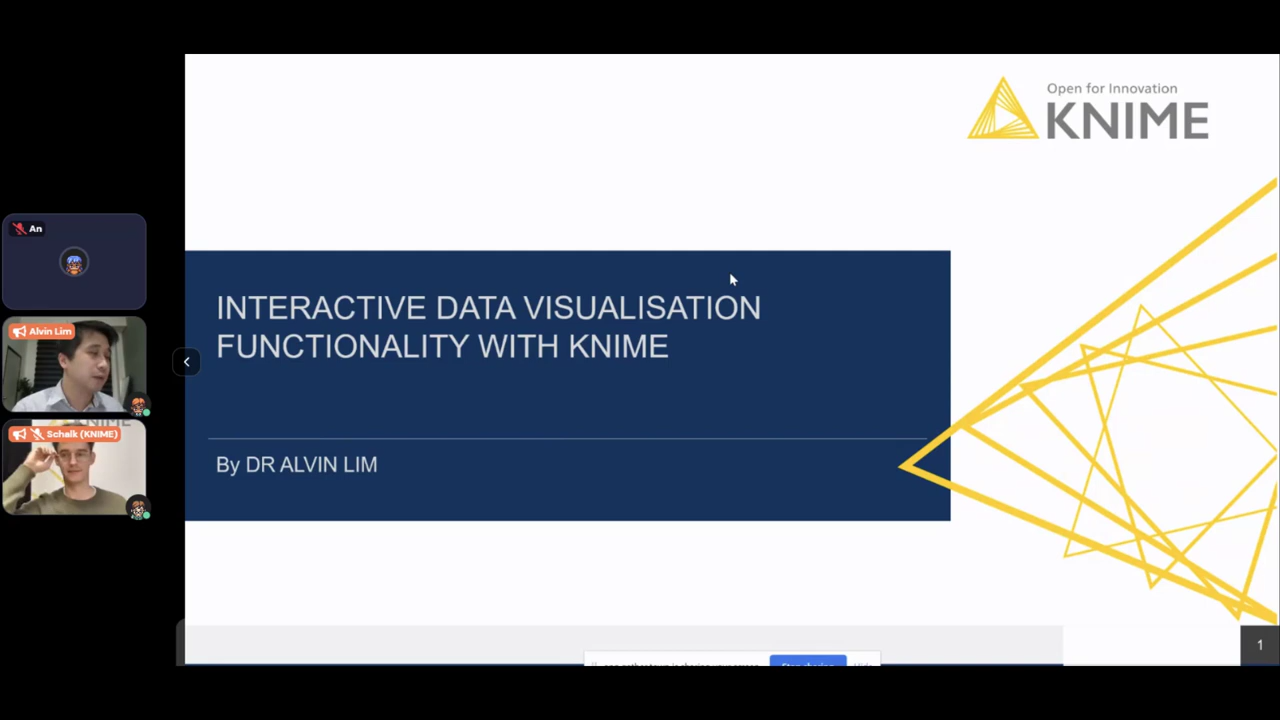 Open for Innovation
KNIME
An
Alvin Lim
Schalk (KNIME)
INTERACTIVE DATA VISUALISATION
FUNCTIONALITY WITH KNIME
By DR ALVIN LIM
1